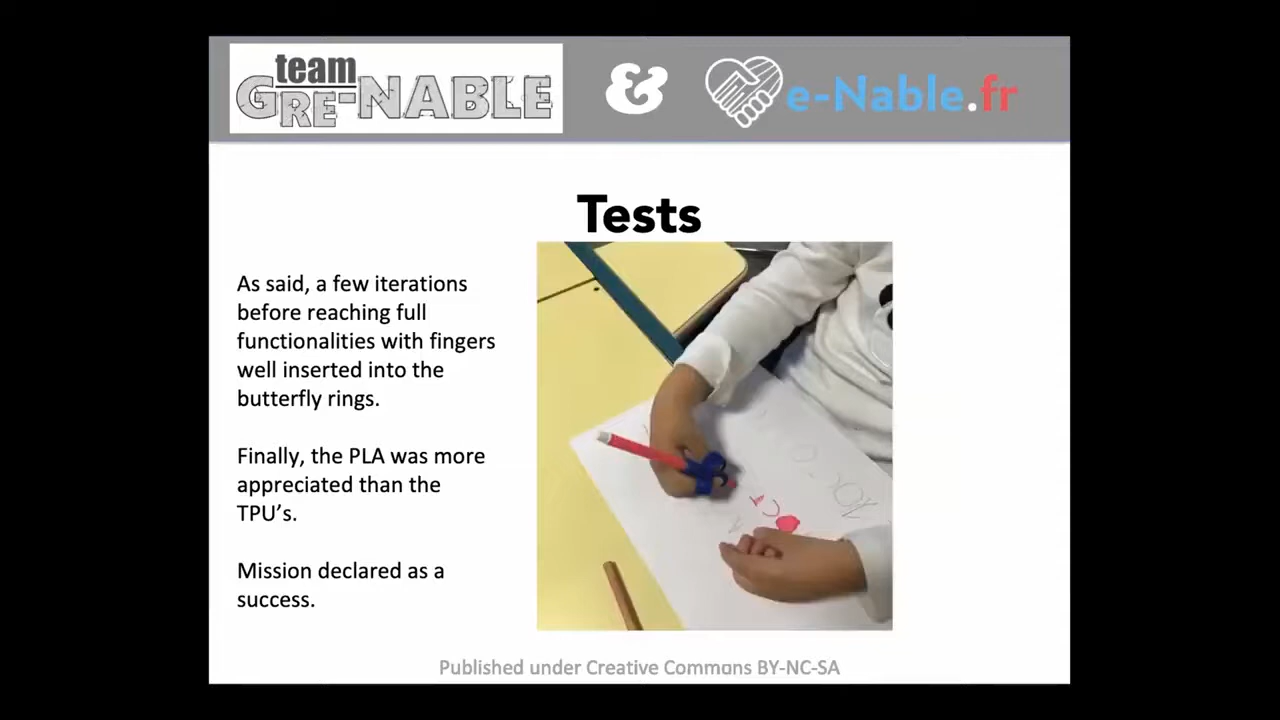 team
GRE-NABLE
&
e-Nable.fr
Tests
As said, a few iterations
before reaching full
functionalities with fingers
well inserted into the
butterfly rings.
Finally, the PLA was more
appreciated than the
TPU’s.
Mission declared as a
success.
Published under Creative Commons BY-NC-SA